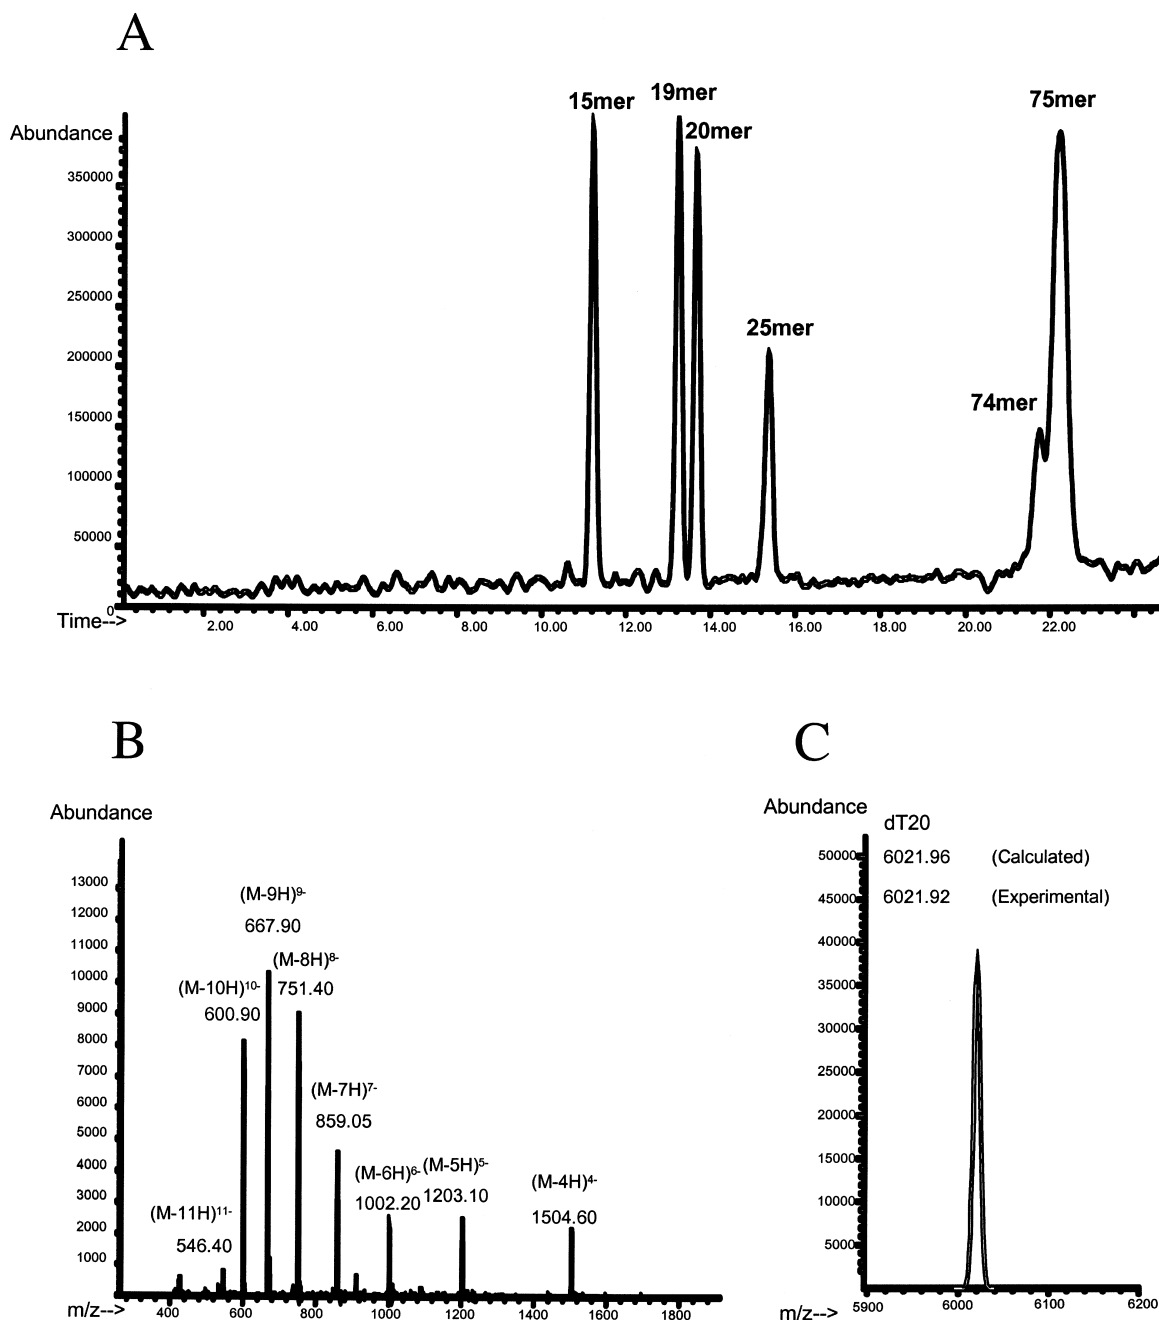 A
15mer
19mer
20mer
75mer
Abundance
350000
300000
250000
25mer
200000
74mer
150000
100000
50000
0
Time-->
2.00 4.00 6.00 8.00 10.00 12.00 14.00 16.00 18.00 20.00 22.00
B
Abundance
13000
12000
11000
10000
9000
8000
7000
6000
5000
4000
3000
2000
1000
(M-9H)9-
667.90
(M-8H)8-
751.40
(M-10H)10-
600.90
(M-7H)7-
859.05
(M-6H)6-
1002.20
(M-5H)5-
1203.10
(M-4H)4-
1504.60
(M-11H)11-
546.40
m/z-->
400 600 800 1000 1200 1400 1600 1800
C
Abundance
dT20
6021.96 (Calculated)
6021.92 (Experimental)
50000
45000
40000
35000
30000
25000
20000
15000
10000
5000
m/z-->
5900 6000 6100 6200